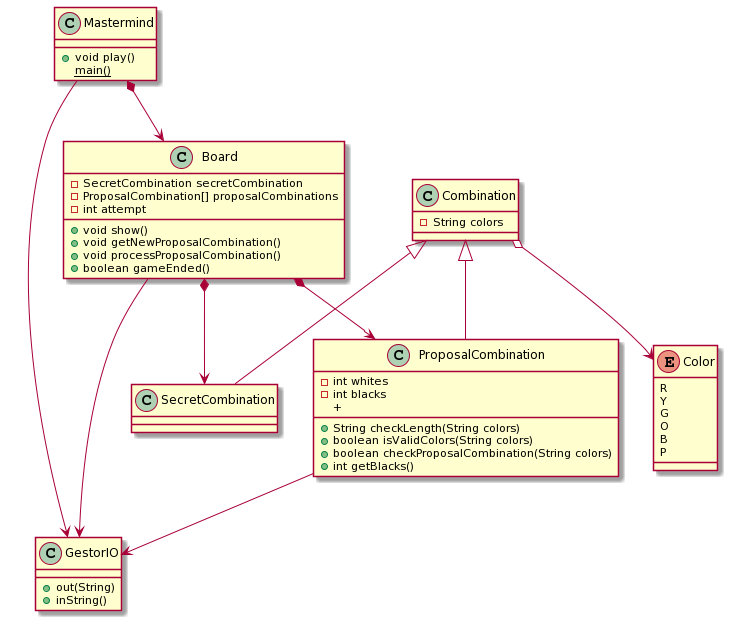 C Mastermind
void play()
main()
C Board
SecretCombination secretCombination
ProposalCombination[] proposalCombinations
int attempt
void show()
void getNewProposalCombination()
void processProposalCombination()
boolean gameEnded()
C Combination
String colors
C SecretCombination
C ProposalCombination
int whites
int blacks
+
String checkLength(String colors)
boolean isValidColors(String colors)
boolean checkProposalCombination(String colors)
int getBlacks()
E Color
R
Y
G
O
B
P
C GestorIO
out(String)
inString()